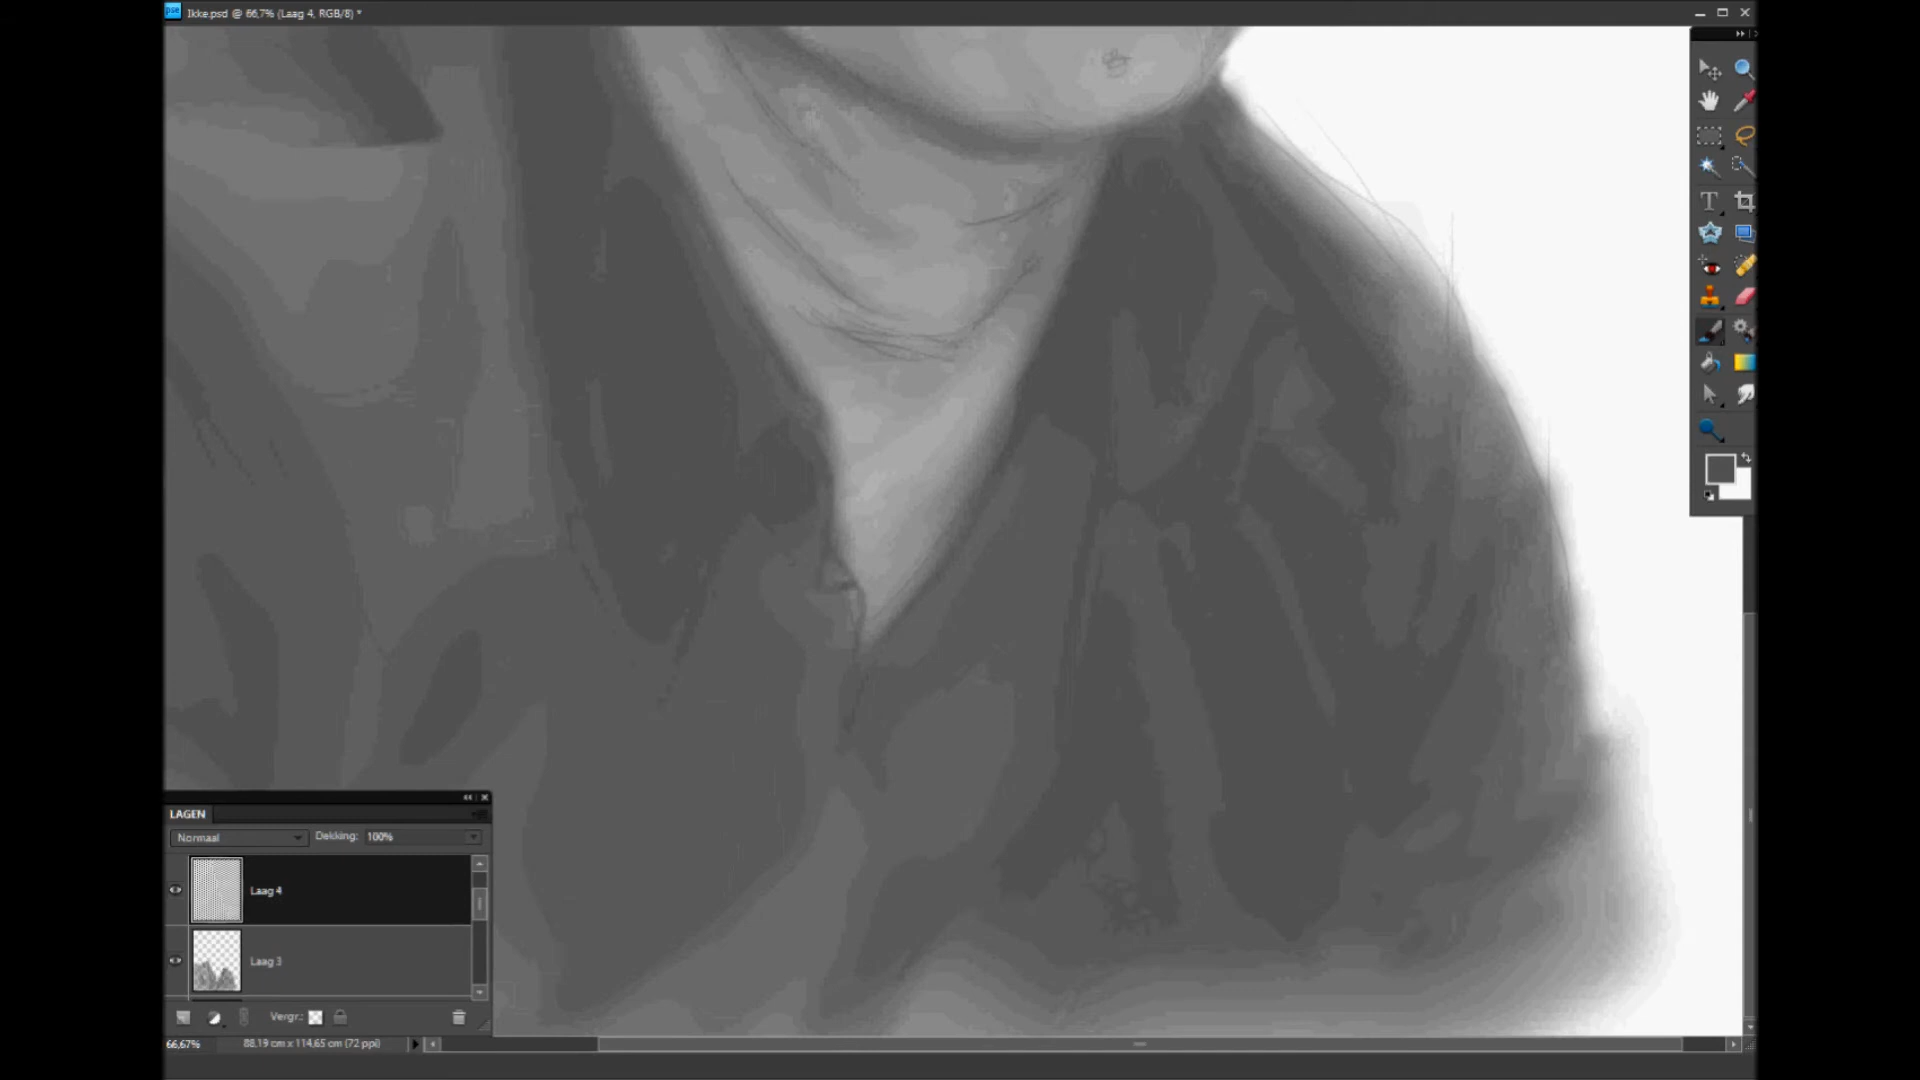 pse Ikke.psd @ 66,7% (Laag 4, RGB/8) *
T
LAGEN
Normaal Dekking: 100%
Laag 4
Laag 3
Vergr.:
66,67% 88,19 cm x 114,65 cm (72 ppi)